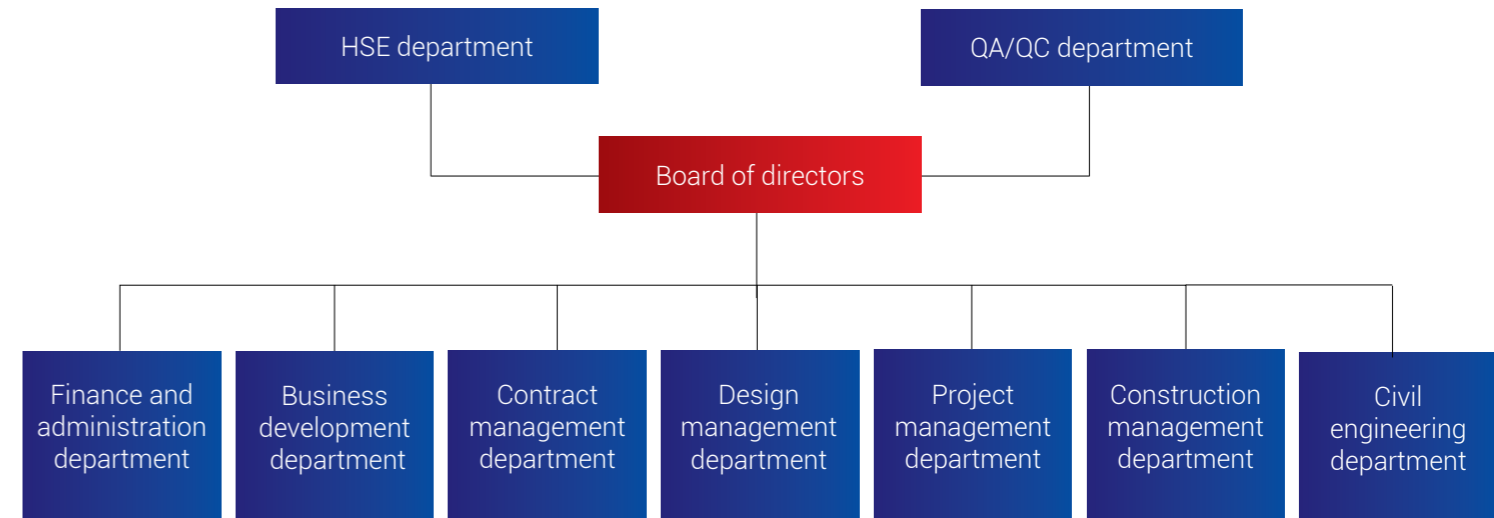 HSE department
QA/QC department
Board of directors
Finance and
administration
department
Business
development
department
Contract
management
department
Design
management
department
Project
management
department
Construction
management
department
Civil
engineering
department